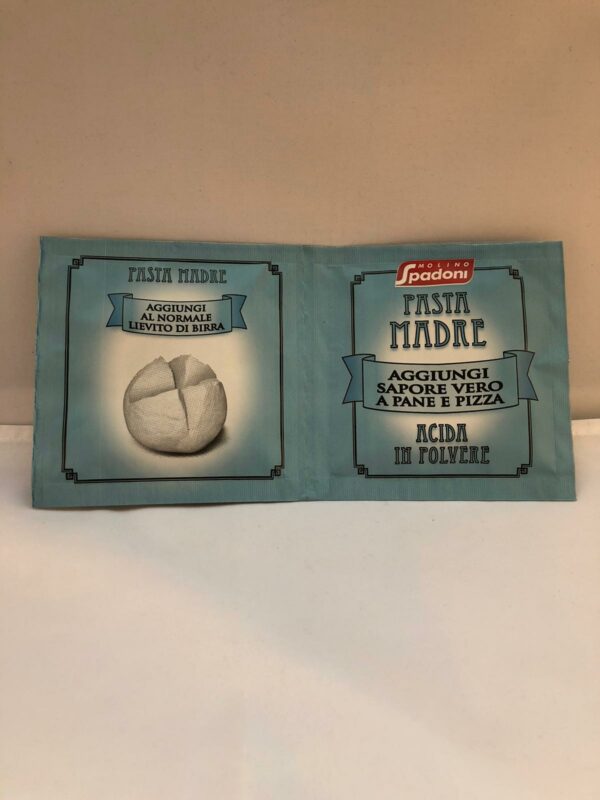 PASTA MADRE
AGGIUNGI
AL NORMALE
LIEVITO DI BIRRA
MOLINO
Spadoni
PASTA
MADRE
AGGIUNGI
SAPORE VERO
A PANE E PIZZA
ACIDA
IN POLVERE